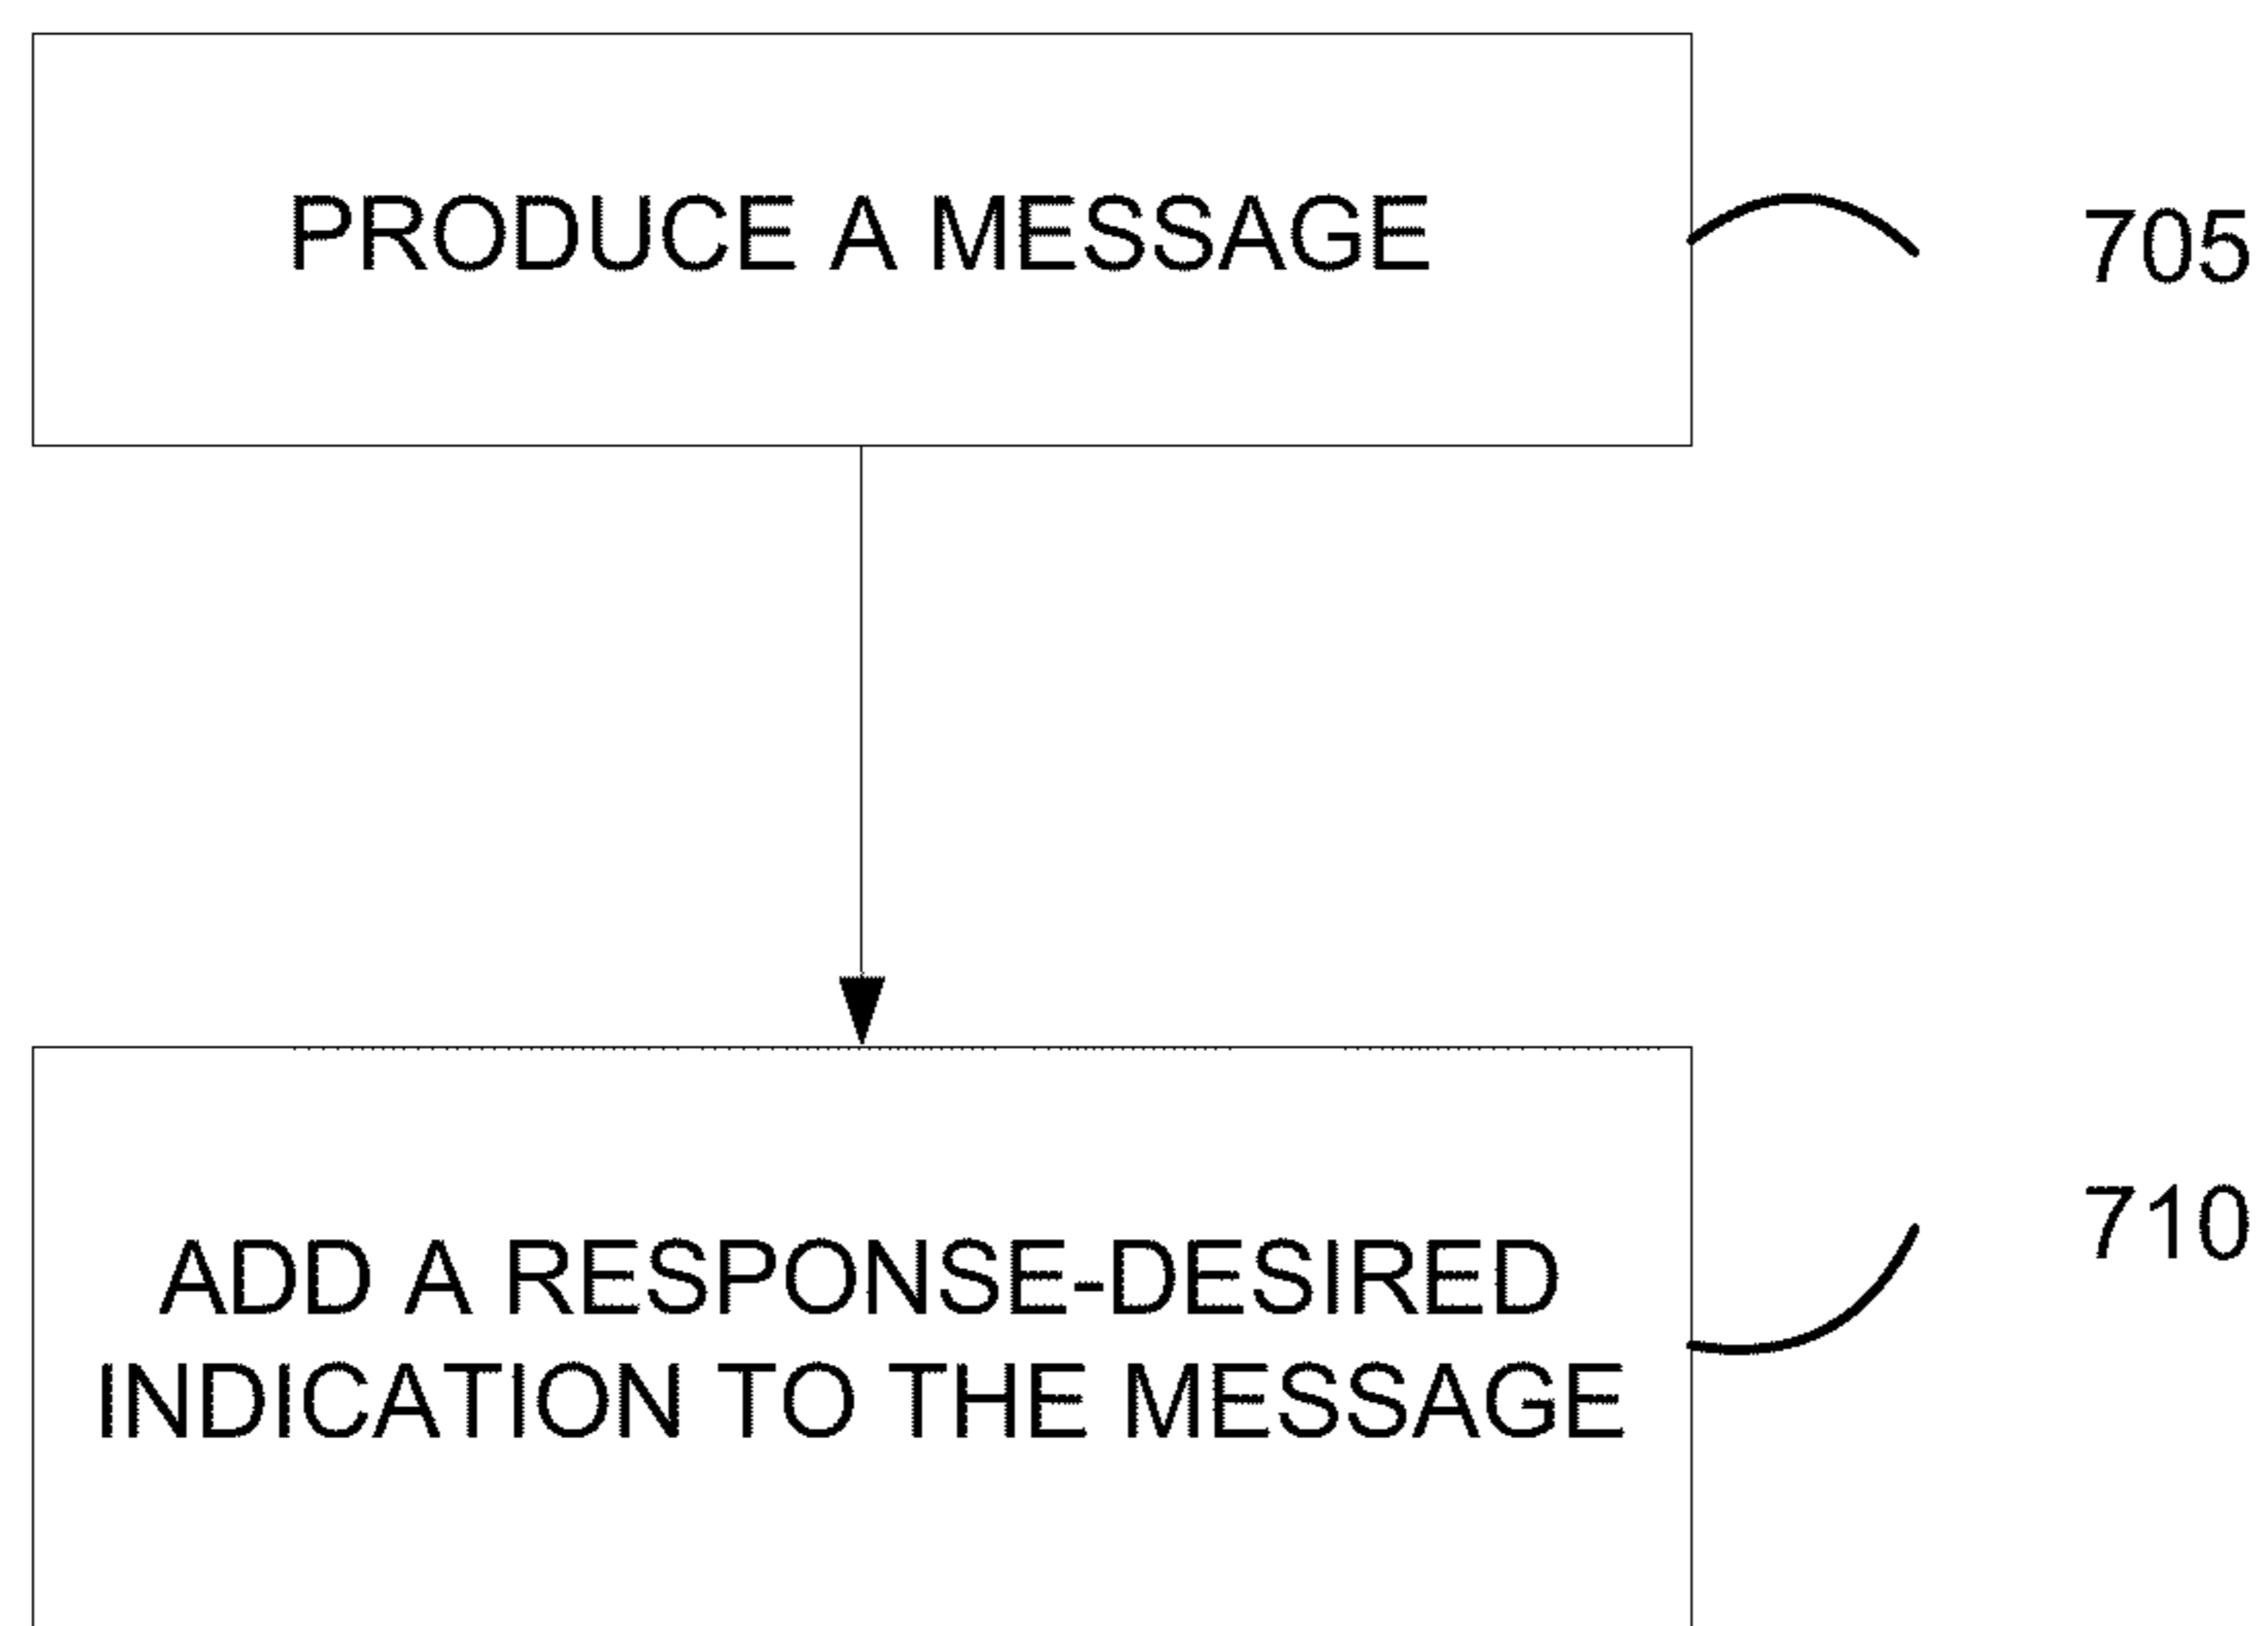 PRODUCE A MESSAGE
705
710
ADD A RESPONSE-DESIRED
INDICATION TO THE MESSAGE